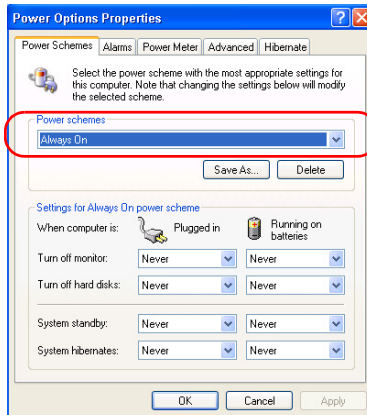 Power Options Properties
Power Schemes Alarms Power Meter Advanced Hibernate
Select the power scheme with the most appropriate settings for
this computer. Note that changing the settings below will modify
the selected scheme.
Power schemes
Always On
Save As... Delete
Settings for Always On power scheme
When computer is: Plugged in Running on
batteries
Turn off monitor: Never Never
Turn off hard disks: Never Never
System standby: Never Never
System hibernates: Never Never
OK Cancel Apply